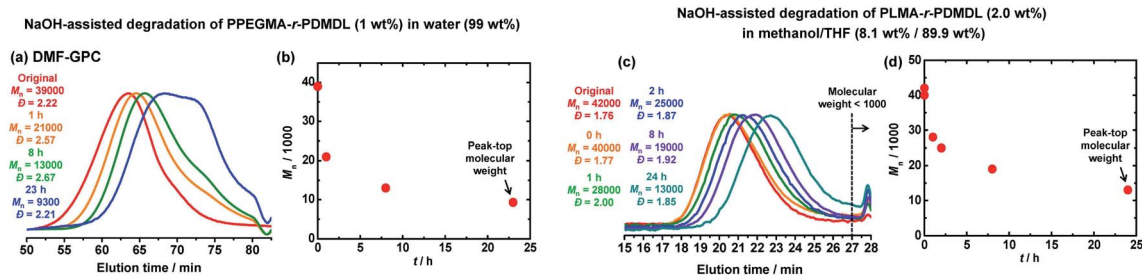 NaOH-assisted degradation of PPEGMA-r-PDMDL (1 wt%) in water (99 wt%)
(a) DMF-GPC
Original
Mn = 39000
Đ = 2.22
1 h
Mn = 21000
Đ = 2.57
8 h
Mn = 13000
Đ = 2.67
23 h
Mn = 9300
Đ = 2.21
50 55 60 65 70 75 80
Elution time / min
(b)
Mn / 1000
40
30
20
10
0
Peak-top
molecular
weight
0 5 10 15 20 25
t / h
NaOH-assisted degradation of PLMA-r-PDMDL (2.0 wt%)
in methanol/THF (8.1 wt% / 89.9 wt%)
(c)
Original
Mn = 42000
Đ = 1.76
0 h
Mn = 40000
Đ = 1.77
1 h
Mn = 28000
Đ = 2.00
2 h
Mn = 25000
Đ = 1.87
8 h
Mn = 19000
Đ = 1.92
24 h
Mn = 13000
Đ = 1.85
Molecular
weight < 1000
15 16 17 18 19 20 21 22 23 24 25 26 27 28
Elution time / min
(d)
Mn / 1000
50
40
30
20
10
0
Peak-top
molecular
weight
0 5 10 15 20 25
t / h